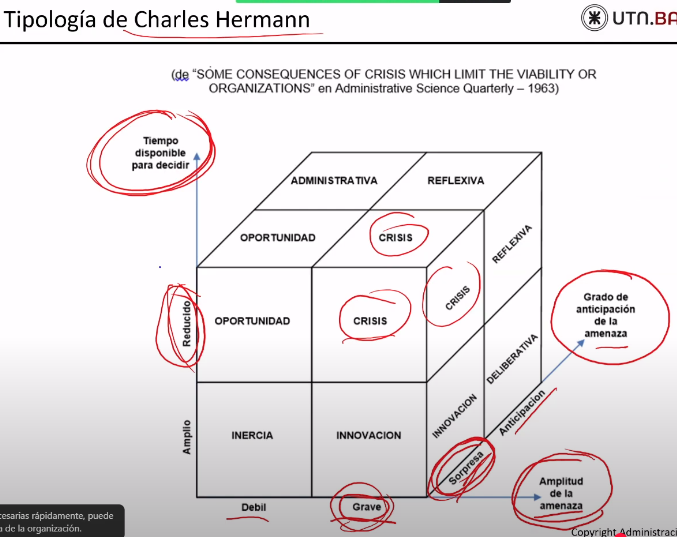 Tipología de Charles Hermann
UTN.BA
(de “SOME CONSEQUENCES OF CRISIS WHICH LIMIT THE VIABILITY OR
ORGANIZATIONS” en Administrative Science Quarterly – 1963)
Tiempo
disponible
para decidir
ADMINISTRATIVA
REFLEXIVA
OPORTUNIDAD
CRISIS
REFLEXIVA
CRISIS
Reducido
OPORTUNIDAD
CRISIS
Grado de
anticipación
de la
amenaza
DELIBERATIVA
INNOVACION
Anticipacion
Amplio
INERCIA
INNOVACION
Sorpresa
Amplitud
de la
amenaza
Debil
Grave
cesarias rápidamente, puede
a de la organización.
Copyright Administraci